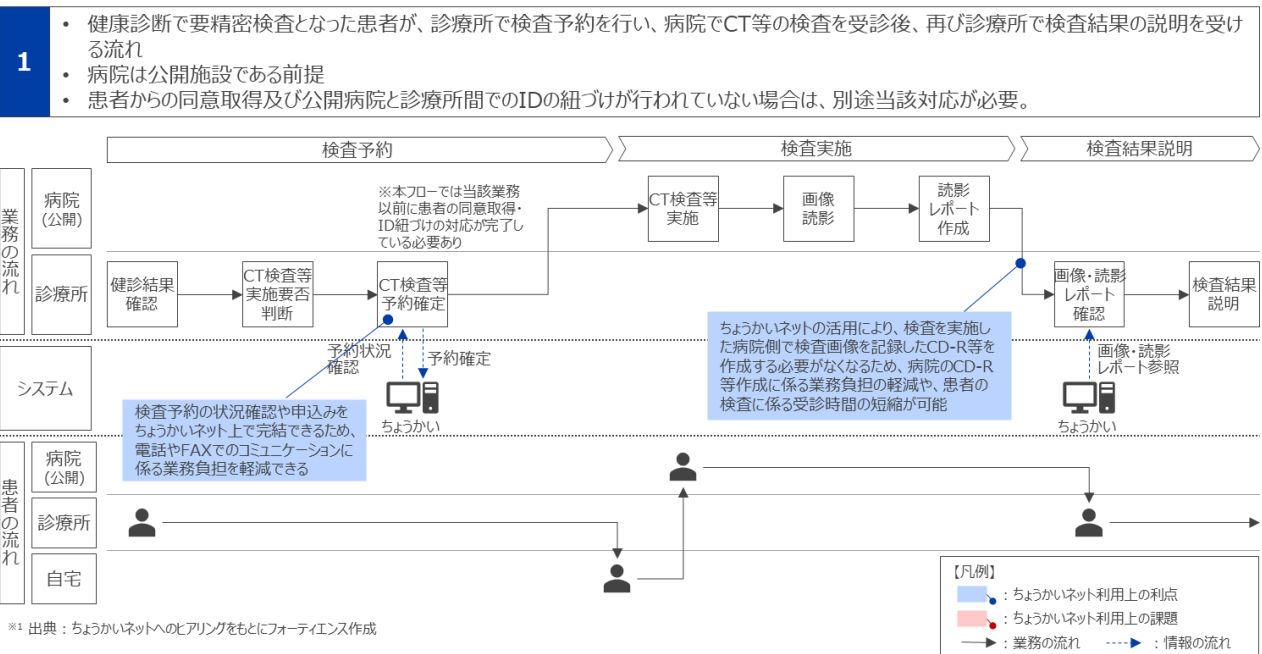 1
• 健康診断で要精密検査となった患者が、診療所で検査予約を行い、病院でCT等の検査を受診後、再び診療所で検査結果の説明を受け
る流れ
• 病院は公開施設である前提
• 患者からの同意取得及び公開病院と診療所間でのIDの紐づけが行われていない場合は、別途当該対応が必要。
検査予約
検査実施
検査結果説明
業務の流れ
病院
(公開)
※本フローでは当該業務
以前に患者の同意取得・
ID紐づけの対応が完了し
ている必要あり
CT検査等
実施
画像
読影
読影
レポート
作成
診療所
健診結果
確認
CT検査等
実施要否
判断
CT検査等
予約確定
画像・読影
レポート
確認
検査結果
説明
ちょうかいネットの活用により、検査を実施し
た病院側で検査画像を記録したCD-R等を
作成する必要がなくなるため、病院のCD-R
等作成に係る業務負担の軽減や、患者の
検査に係る受診時間の短縮が可能
システム
予約状況
確認
予約確定
ちょうかい
画像・読影
レポート参照
ちょうかい
検査予約の状況確認や申込みを
ちょうかいネット上で完結できるため、
電話やFAXでのコミュニケーションに
係る業務負担を軽減できる
患者の流れ
病院
(公開)
診療所
自宅
【凡例】
：ちょうかいネット利用上の利点
：ちょうかいネット利用上の課題
：業務の流れ
：情報の流れ
※1 出典：ちょうかいネットへのヒアリングをもとにフォーティエンス作成